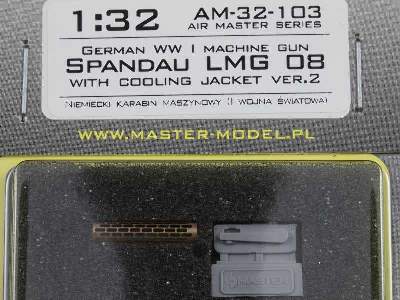 1:32
AM-32-103
AIR MASTER SERIES
GERMAN WW I MACHINE GUN
SPANDAU LMG 08
WITH COOLING JACKET VER.2
NIEMIECKI KARABIN MASZYNOWY (I WOJNA ŚWIATOWA)
WWW.MASTER-MODEL.PL
MASTER